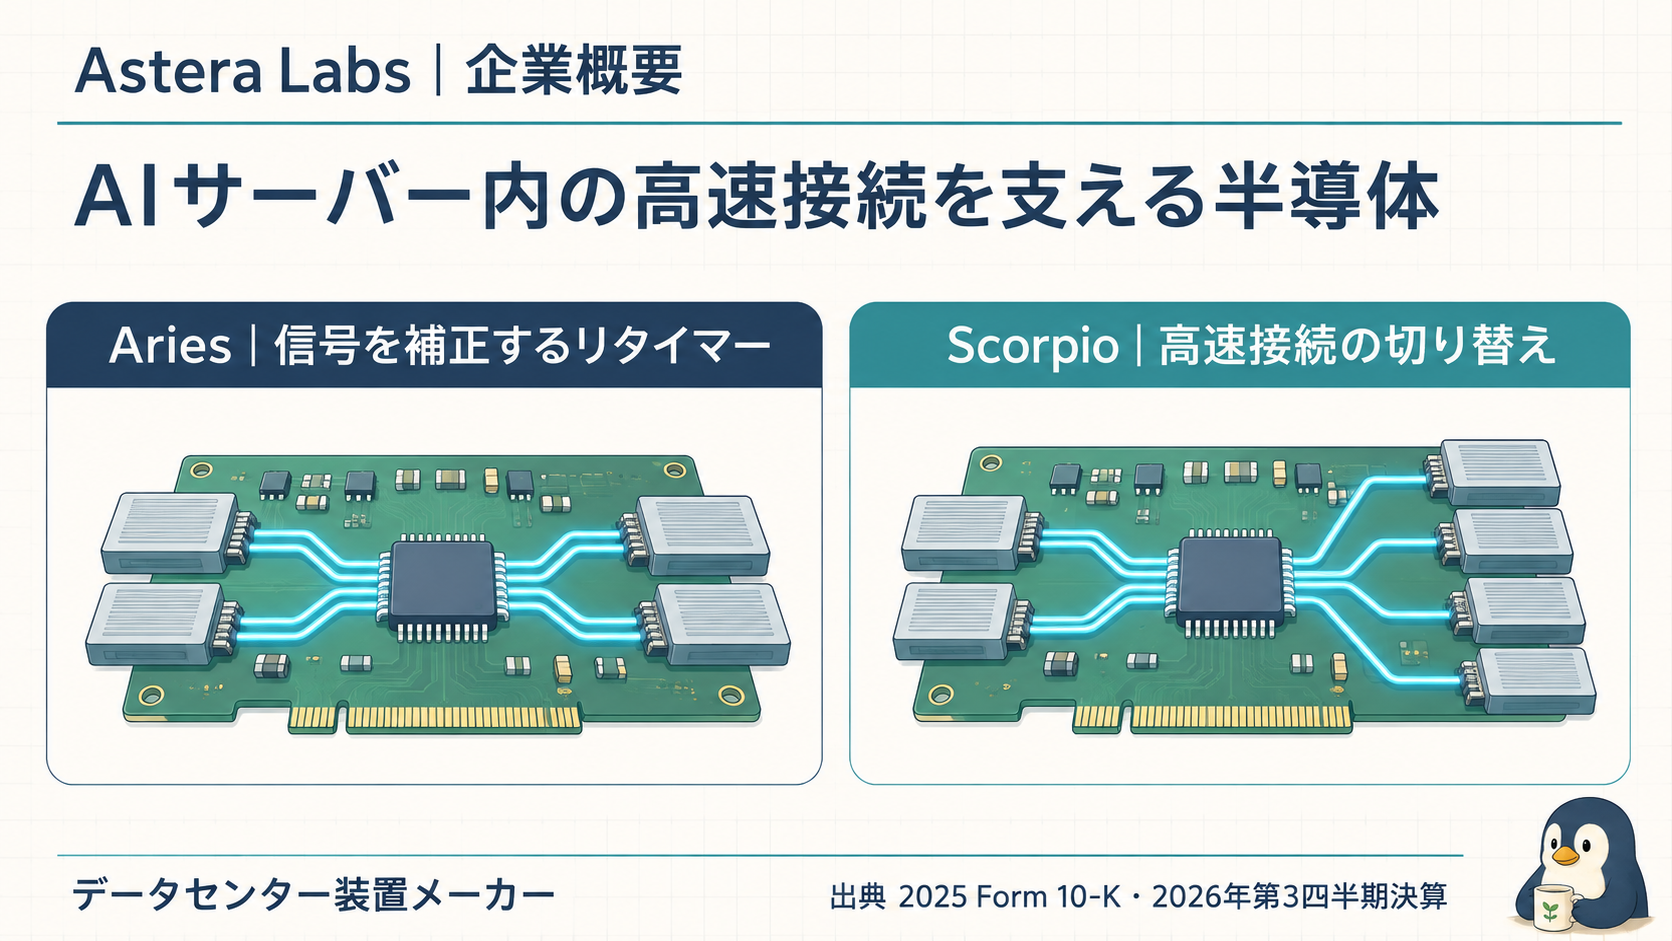 Astera Labs｜企業概要
AIサーバー内の高速接続を支える半導体
Aries｜信号を補正するリタイマー
Scorpio｜高速接続の切り替え
データセンター装置メーカー
出典 2025 Form 10-K・2026年第3四半期決算